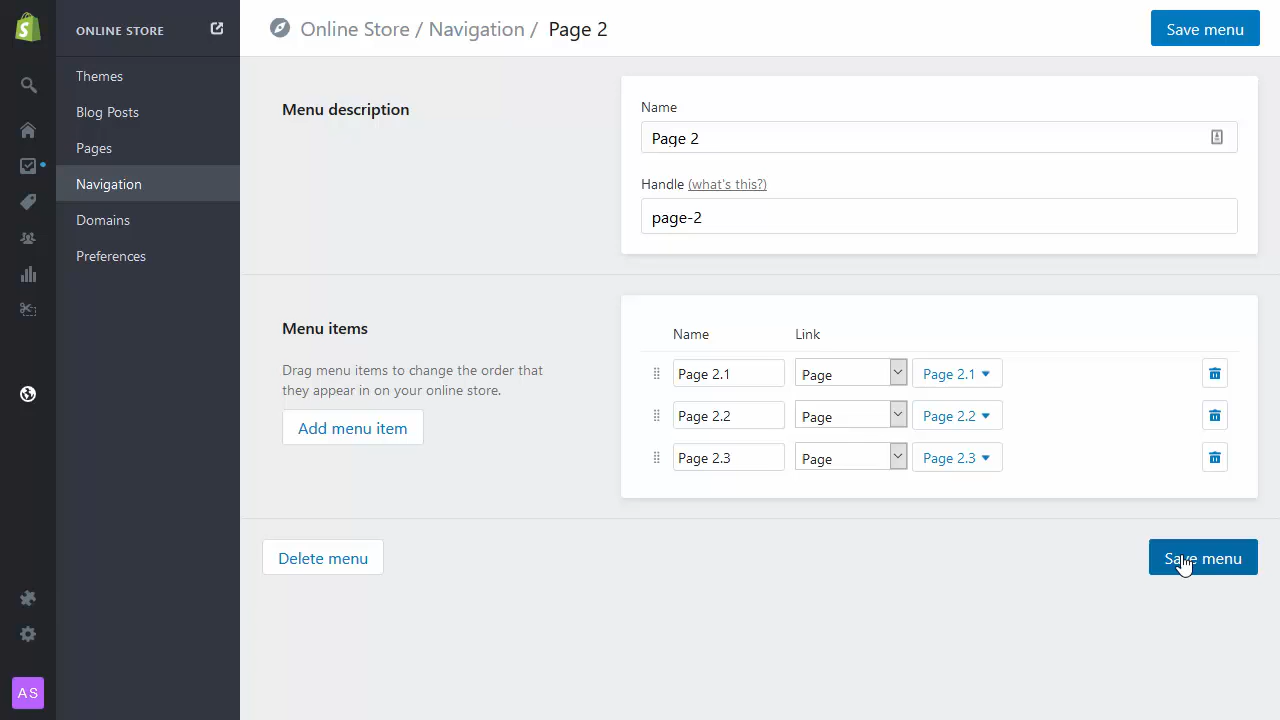 ONLINE STORE
Themes
Blog Posts
Pages
Navigation
Domains
Preferences
AS
Online Store / Navigation / Page 2
Save menu
Menu description
Name
Page 2
Handle (what's this?)
page-2
Menu items
Drag menu items to change the order that
they appear in on your online store.
Add menu item
Name Link
Page 2.1 Page Page 2.1
Page 2.2 Page Page 2.2
Page 2.3 Page Page 2.3
Delete menu
Save menu